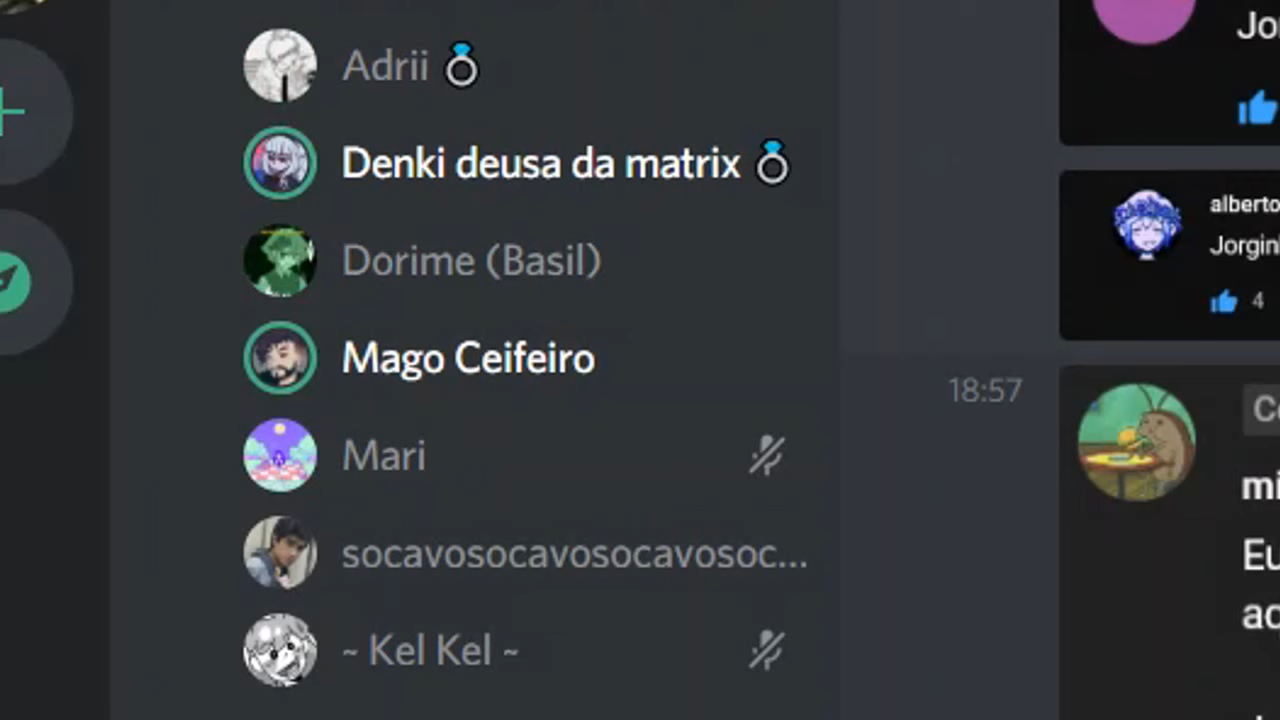 Adrii
Denki deusa da matrix
Dorime (Basil)
Mago Ceifeiro
Mari
socavosocavosocavosoc...
~ Kel Kel ~
18:57
Jo
alberto
Jorgin
4
mi
Eu